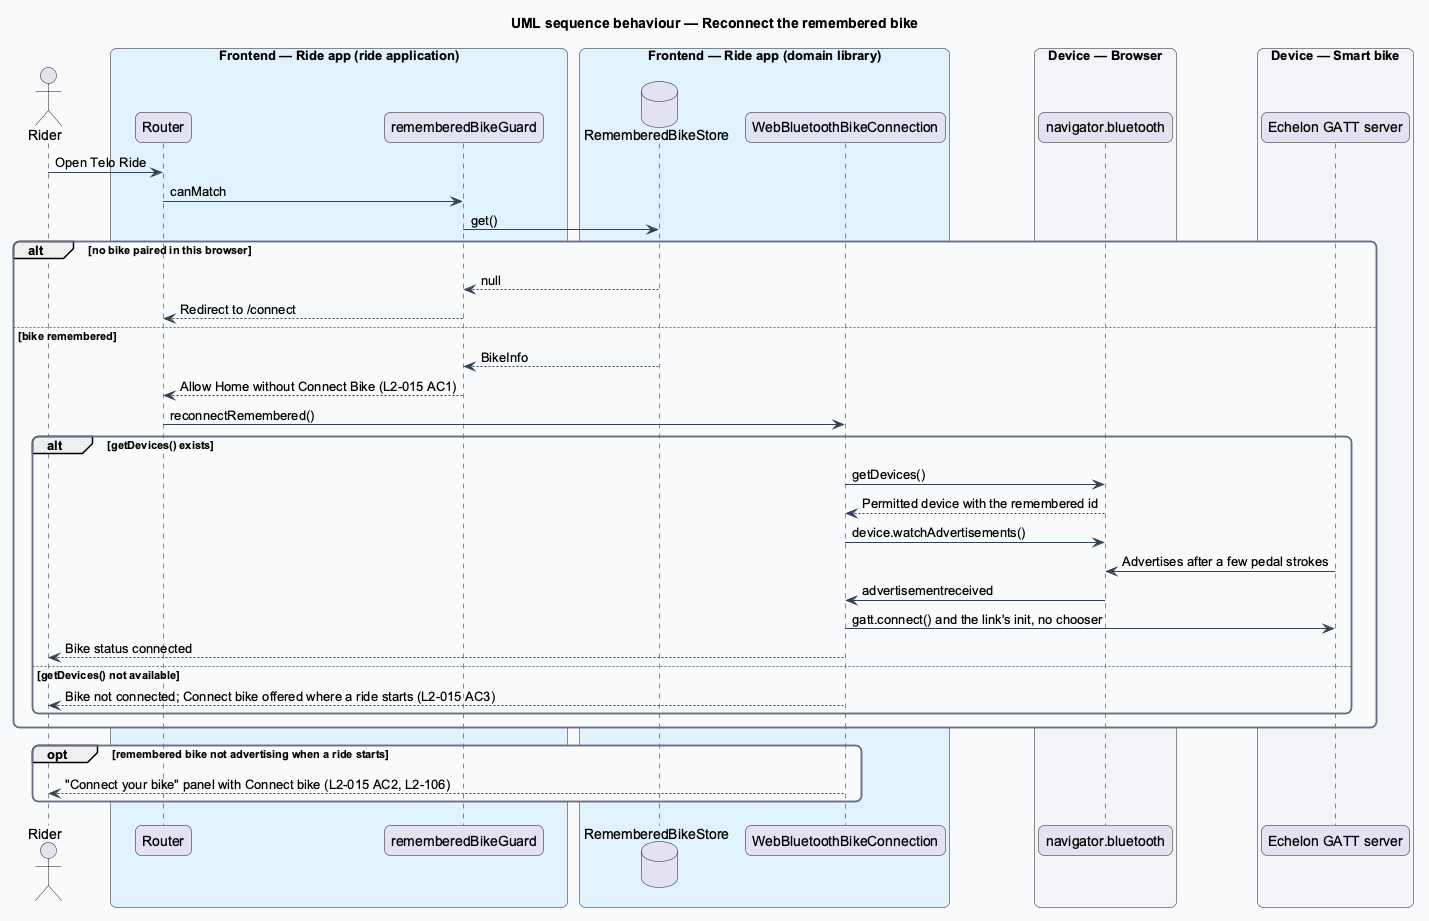 UML sequence behaviour — Reconnect the remembered bike
Frontend — Ride app (ride application)
Frontend — Ride app (domain library)
Device — Browser
Device — Smart bike
Rider
Router
rememberedBikeGuard
RememberedBikeStore
WebBluetoothBikeConnection
navigator.bluetooth
Echelon GATT server
Open Telo Ride
canMatch
get()
alt
[no bike paired in this browser]
null
Redirect to /connect
[bike remembered]
BikeInfo
Allow Home without Connect Bike (L2-015 AC1)
reconnectRemembered()
alt
[getDevices() exists]
getDevices()
Permitted device with the remembered id
device.watchAdvertisements()
Advertises after a few pedal strokes
advertisementreceived
gatt.connect() and the link's init, no chooser
Bike status connected
[getDevices() not available]
Bike not connected; Connect bike offered where a ride starts (L2-015 AC3)
opt
[remembered bike not advertising when a ride starts]
"Connect your bike" panel with Connect bike (L2-015 AC2, L2-106)
Rider
Router
rememberedBikeGuard
RememberedBikeStore
WebBluetoothBikeConnection
navigator.bluetooth
Echelon GATT server